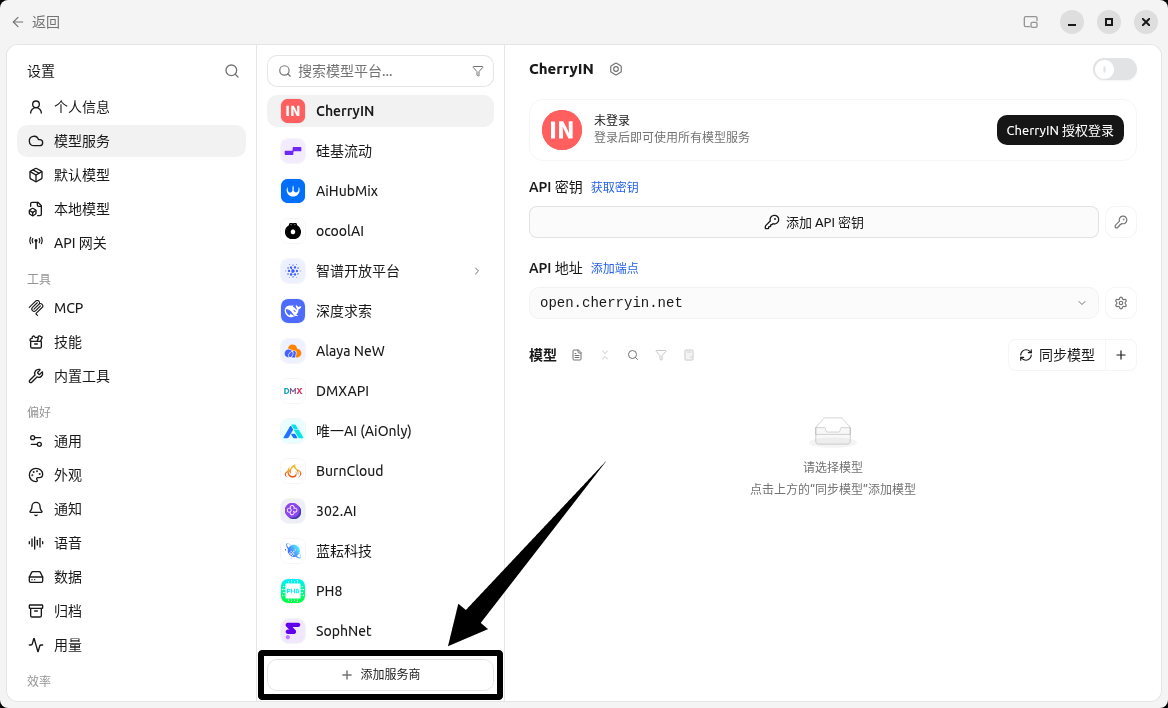 返回
设置
个人信息
模型服务
默认模型
本地模型
API 网关
工具
MCP
技能
内置工具
偏好
通用
外观
通知
语音
数据
归档
用量
效率
搜索模型平台...
IN CherryIN
硅基流动
AiHubMix
ocoolAI
智谱开放平台
深度求索
Alaya NeW
DMX DMXAPI
唯一AI (AiOnly)
BurnCloud
302.AI
蓝耘科技
PH8 PH8
SophNet
添加服务商
CherryIN
IN
未登录
登录后即可使用所有模型服务
CherryIN 授权登录
API 密钥 获取密钥
添加 API 密钥
API 地址 添加端点
open.cherryin.net
模型
同步模型
请选择模型
点击上方的“同步模型”添加模型